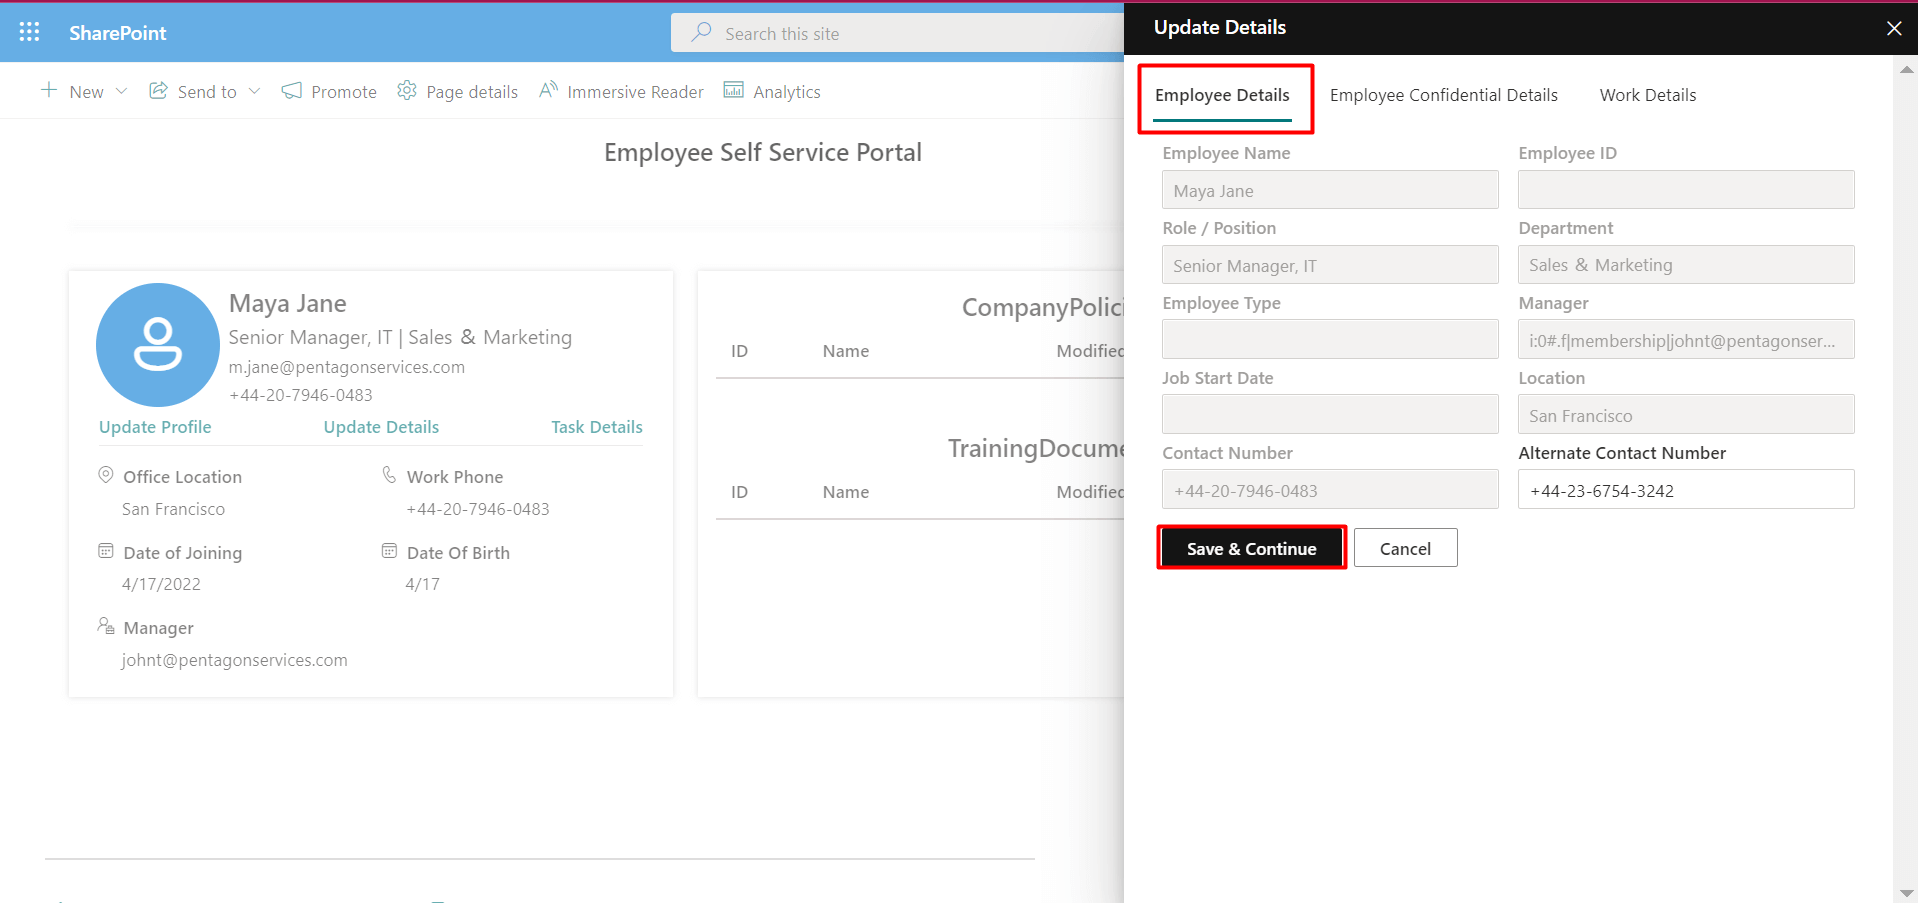 SharePoint
Search this site
New
Send to
Promote
Page details
Immersive Reader
Analytics
Employee Self Service Portal
Maya Jane
Senior Manager, IT | Sales & Marketing
m.jane@pentagonservices.com
+44-20-7946-0483
Update Profile
Update Details
Task Details
Office Location
San Francisco
Work Phone
+44-20-7946-0483
Date of Joining
4/17/2022
Date Of Birth
4/17
Manager
johnt@pentagonservices.com
CompanyPolici
ID Name Modified
TrainingDocume
ID Name Modified
Update Details
Employee Details
Employee Confidential Details
Work Details
Employee Name
Maya Jane
Employee ID
Role / Position
Senior Manager, IT
Department
Sales & Marketing
Employee Type
Manager
i:0#.f|membership|johnt@pentagonser...
Job Start Date
Location
San Francisco
Contact Number
+44-20-7946-0483
Alternate Contact Number
+44-23-6754-3242
Save & Continue
Cancel